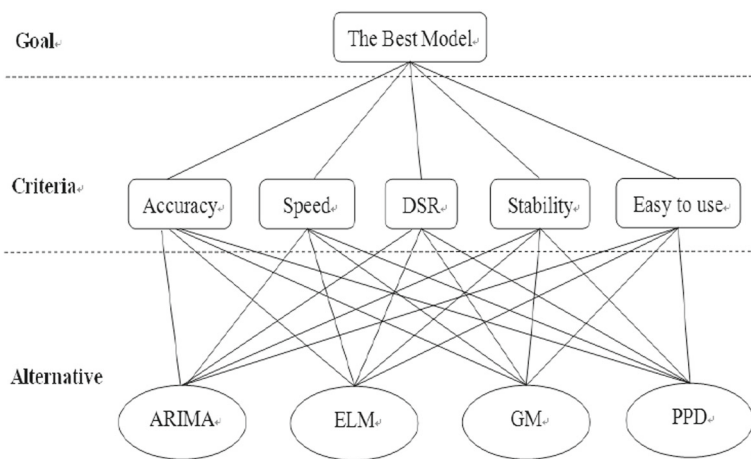 Goal
The Best Model
Criteria
Accuracy
Speed
DSR
Stability
Easy to use
Alternative
ARIMA
ELM
GM
PPD